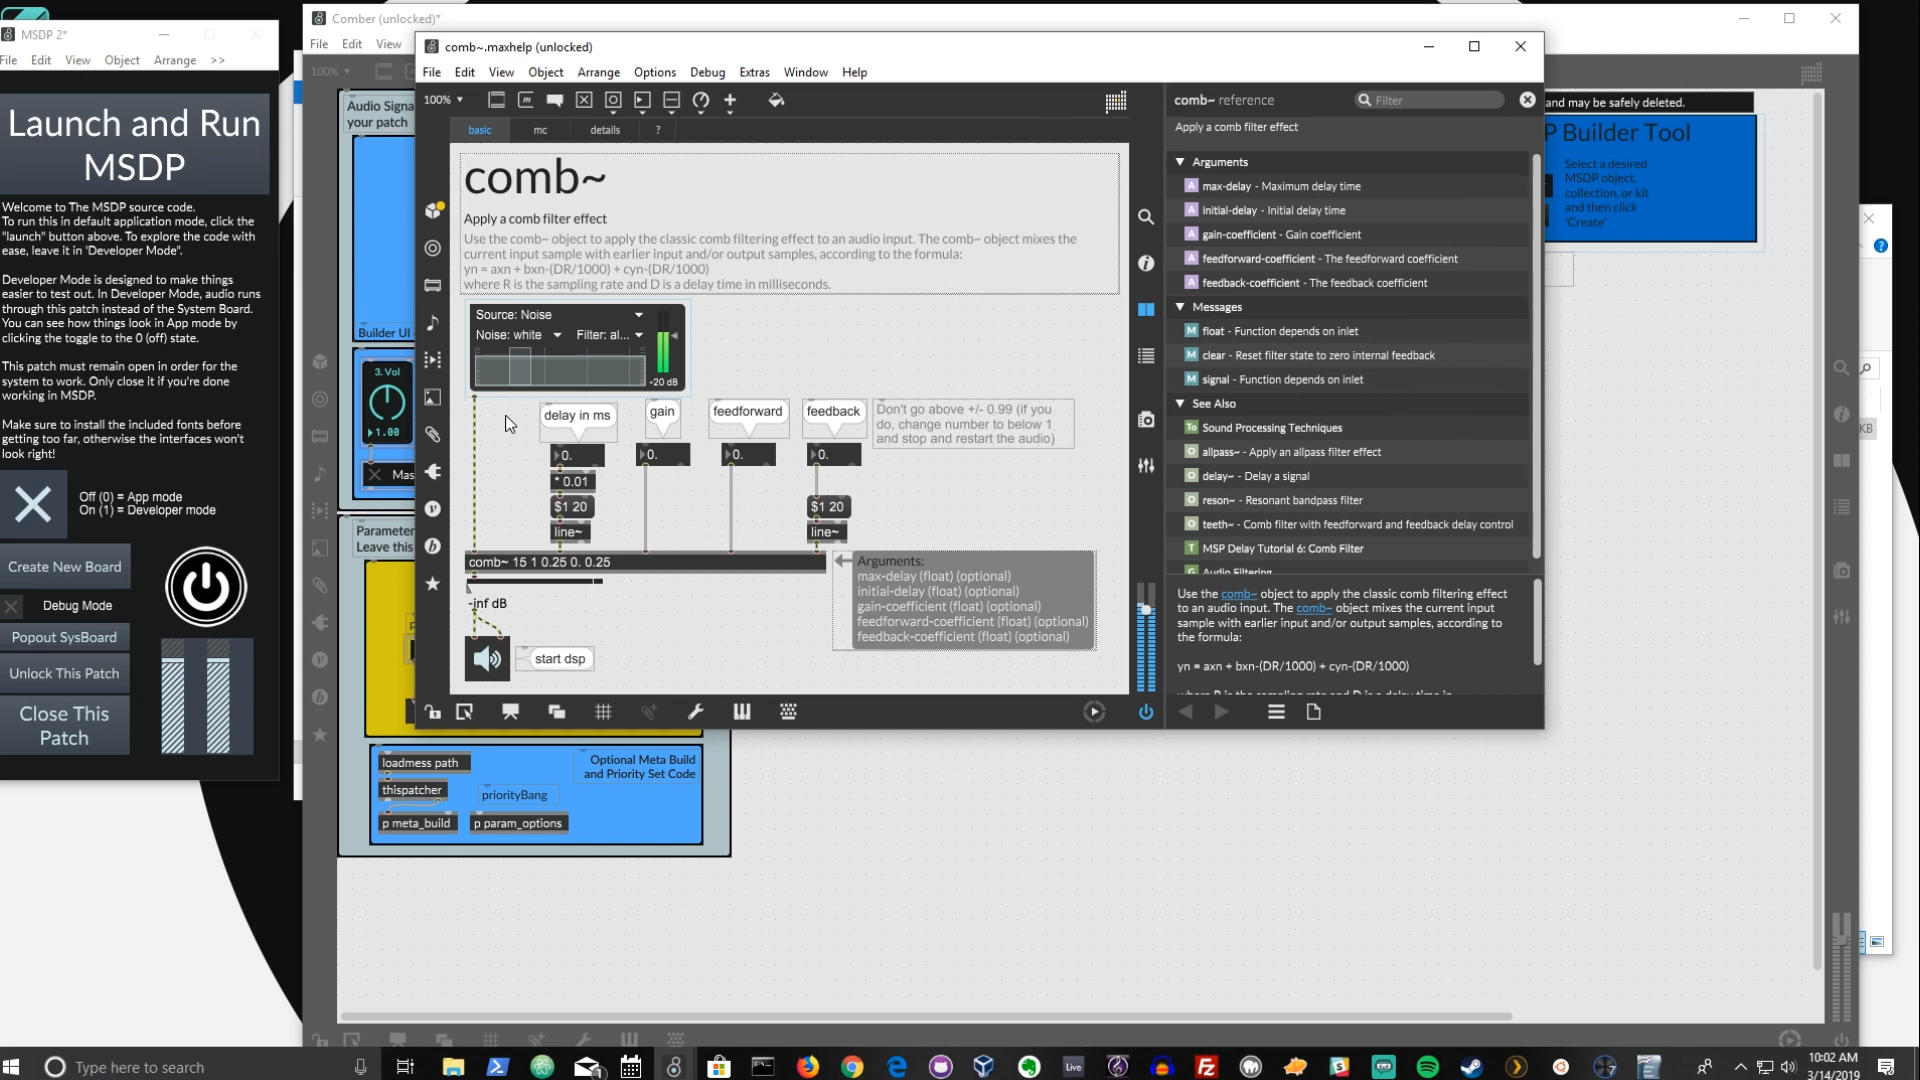 MSDP 2*
File Edit View Object Arrange >>
Launch and Run
MSDP
Welcome to The MSDP source code.
To run this in default application mode, click the
"launch" button above. To explore the code with
ease, leave it in 'Developer Mode".
Developer Mode is designed to make things
easier to test out. In Developer Mode, audio runs
through this patch instead of the System Board.
You can see how things look in App mode by
clicking the toggle to the 0 (off) state.
This patch must remain open in order for the
system to work. Only close it if you're done
working in MSDP.
Make sure to install the included fonts before
getting too far, otherwise the interfaces won't
look right!
Off (0) = App mode
On (1) = Developer mode
Create New Board
Debug Mode
Popout SysBoard
Unlock This Patch
Close This
Patch
Comber (unlocked)*
File Edit View
100%
Audio Signa
your patch
Builder UI
3. Vol
1.00
Mas
Parameter
Leave this
loadmess path
thispatcher
p meta_build
Optional Meta Build
and Priority Set Code
priorityBang
p param_options
comb~.maxhelp (unlocked)
File Edit View Object Arrange Options Debug Extras Window Help
100%
basic mc details ?
comb~
Apply a comb filter effect
Use the comb~ object to apply the classic comb filtering effect to an audio input. The comb~ object mixes the
current input sample with earlier input and/or output samples, according to the formula:
yn = axn + bxn-(DR/1000) + cyn-(DR/1000)
where R is the sampling rate and D is a delay time in milliseconds.
Source: Noise
Noise: white Filter: al...
-20 dB
delay in ms gain feedforward feedback
Don't go above +/- 0.99 (if you
do, change number to below 1
and stop and restart the audio)
0. 0. 0. 0.
* 0.01
$1 20 $1 20
line~ line~
comb~ 15 1 0.25 0. 0.25
-inf dB
start dsp
Arguments:
max-delay (float) (optional)
initial-delay (float) (optional)
gain-coefficient (float) (optional)
feedforward-coefficient (float) (optional)
feedback-coefficient (float) (optional)
comb~ reference
Filter
Apply a comb filter effect
Arguments
A max-delay - Maximum delay time
A initial-delay - Initial delay time
A gain-coefficient - Gain coefficient
A feedforward-coefficient - The feedforward coefficient
A feedback-coefficient - The feedback coefficient
Messages
M float - Function depends on inlet
M clear - Reset filter state to zero internal feedback
M signal - Function depends on inlet
See Also
To Sound Processing Techniques
O allpass~ - Apply an allpass filter effect
O delay~ - Delay a signal
O reson~ - Resonant bandpass filter
O teeth~ - Comb filter with feedforward and feedback delay control
T MSP Delay Tutorial 6: Comb Filter
G Audio Filtering
Use the comb~ object to apply the classic comb filtering effect
to an audio input. The comb~ object mixes the current input
sample with earlier input and/or output samples, according to
the formula:
yn = axn + bxn-(DR/1000) + cyn-(DR/1000)
where R is the sampling rate and D is a delay time in
and may be safely deleted.
P Builder Tool
Select a desired
MSDP object,
collection, or kit
and then click
'Create'
KB
Type here to search
1
Live
10:02 AM
3/14/2019